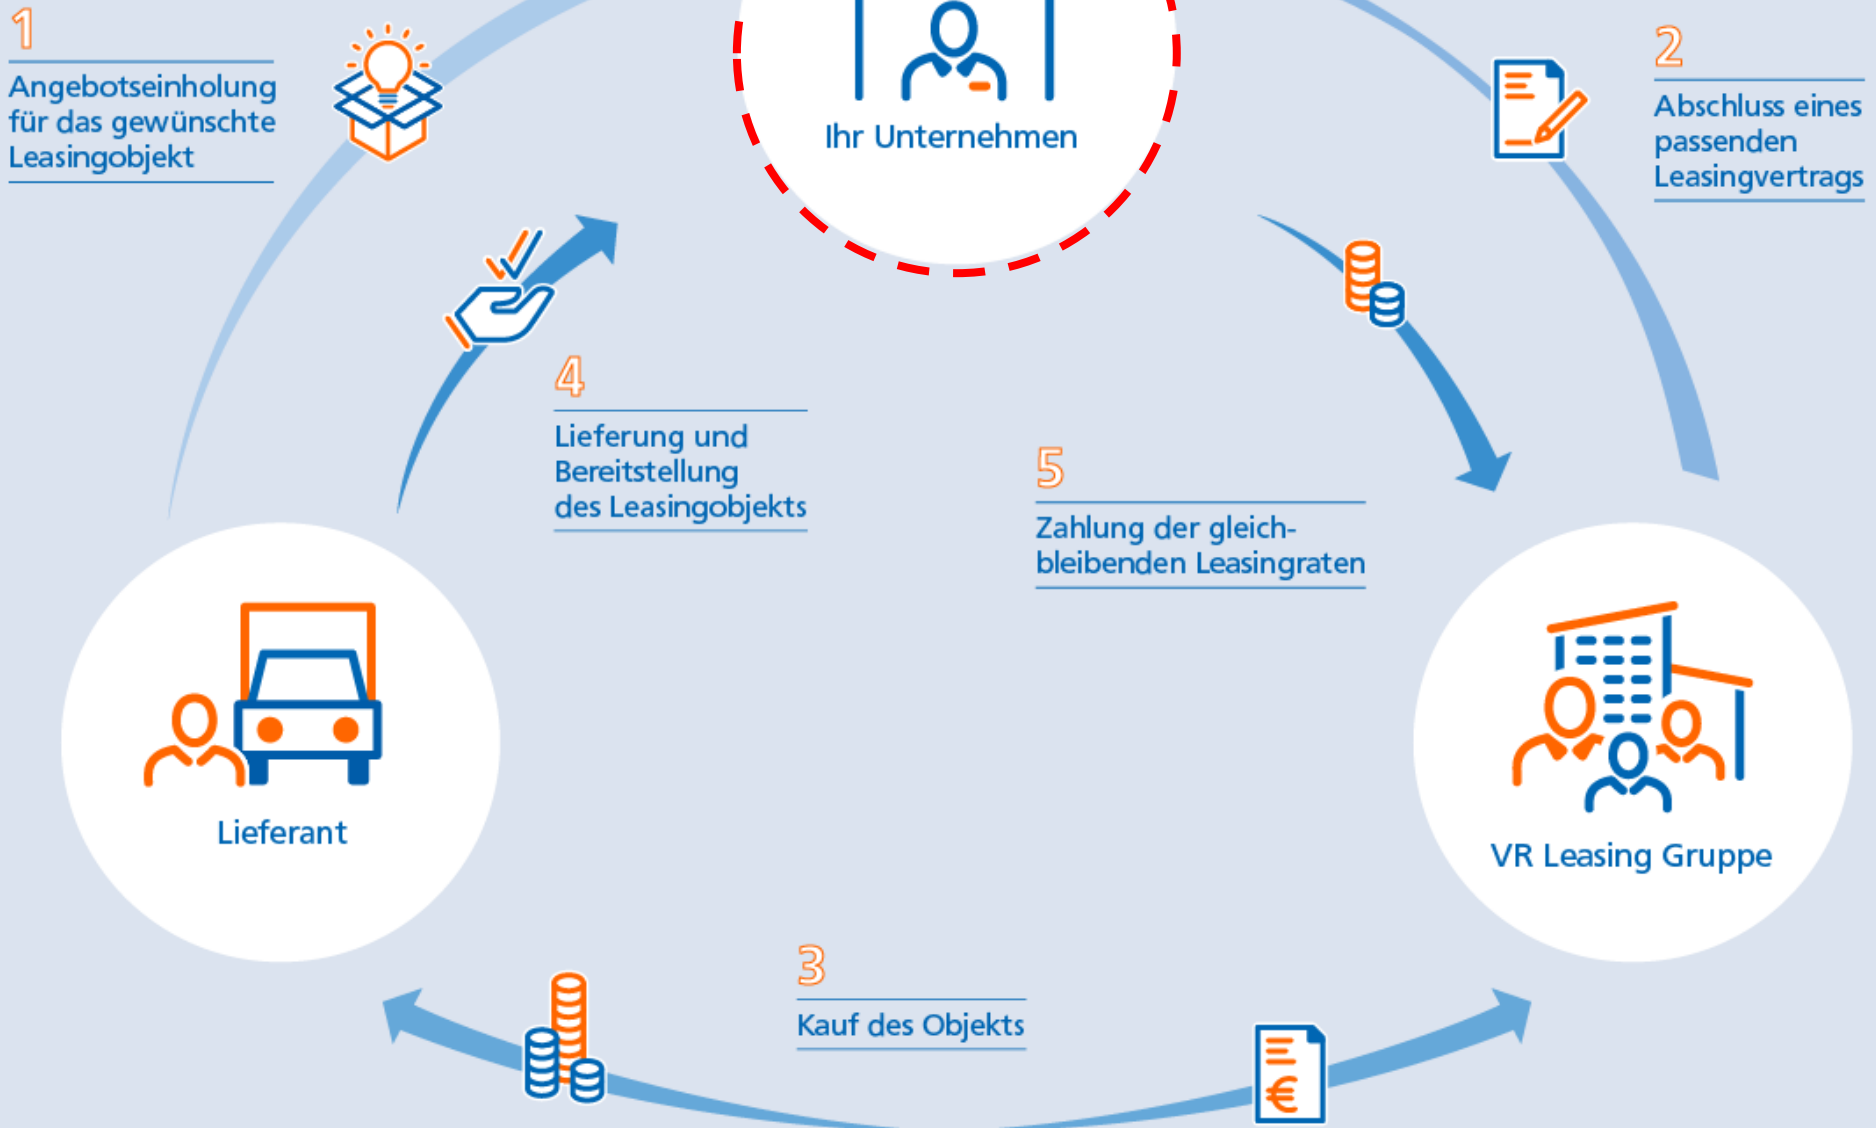 1
Angebotseinholung
für das gewünschte
Leasingobjekt
Ihr Unternehmen
2
Abschluss eines
passenden
Leasingvertrags
4
Lieferung und
Bereitstellung
des Leasingobjekts
5
Zahlung der gleich-
bleibenden Leasingraten
Lieferant
VR Leasing Gruppe
3
Kauf des Objekts
€